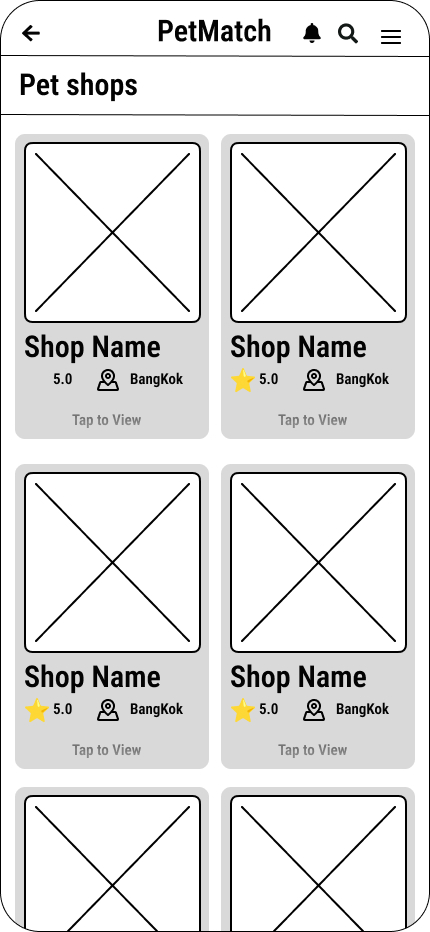 PetMatch
Pet shops
Shop Name
5.0 BangKok
Tap to View
Shop Name
5.0 BangKok
Tap to View
Shop Name
5.0 BangKok
Tap to View
Shop Name
5.0 BangKok
Tap to View